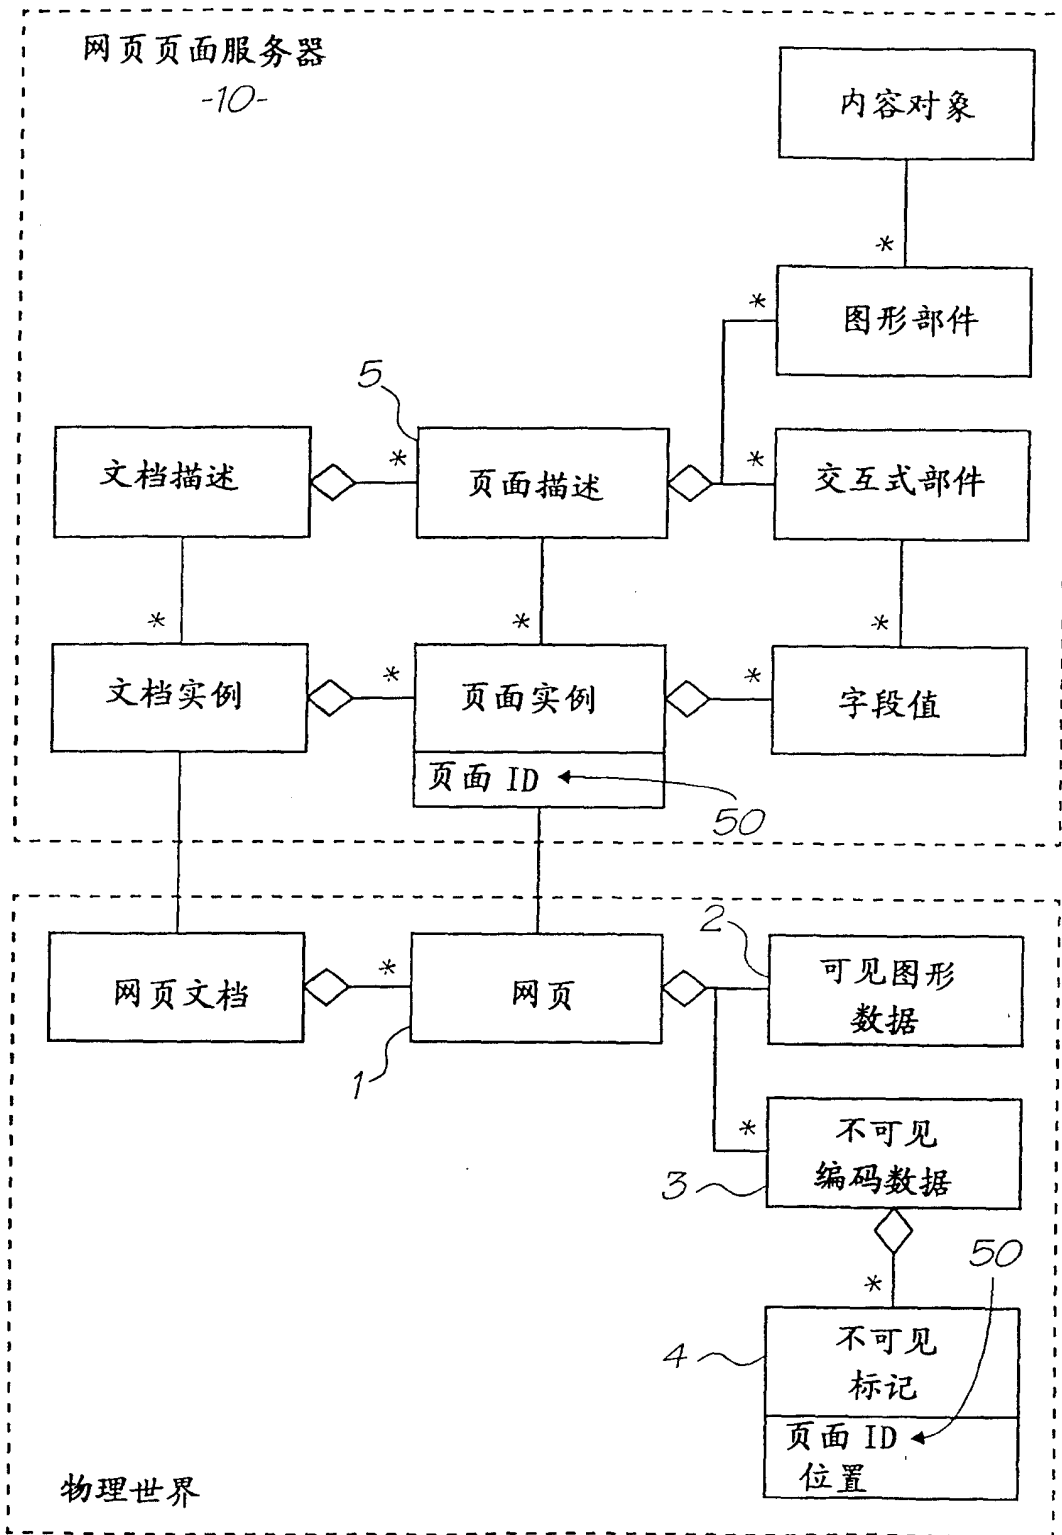 网页页面服务器
-10-
内容对象
*
图形部件
*
5
文档描述
*
页面描述
*
交互式部件
*
*
*
文档实例
*
页面实例
*
字段值
页面 ID
50
网页文档
*
网页
1
2
可见图形
数据
*
不可见
编码数据
3
*
50
4
不可见
标记
页面 ID
位置
物理世界